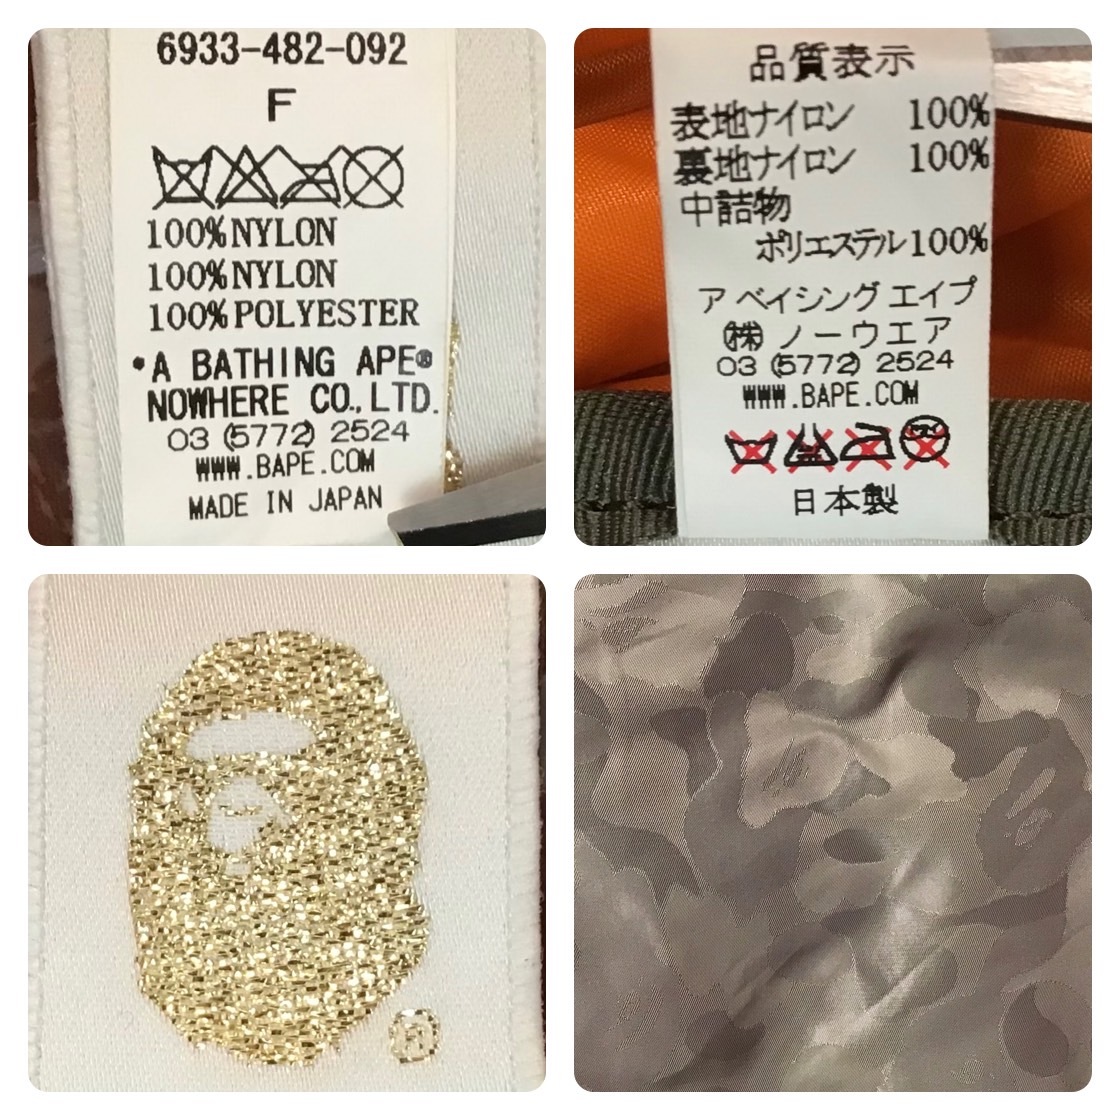 6933-482-092
F
100%NYLON
100%NYLON
100%POLYESTER
•A BATHING APE®
NOWHERE CO.,LTD.
03 (5772) 2524
WWW.BAPE.COM
MADE IN JAPAN
品質表示
表地ナイロン 100%
裏地ナイロン 100%
中詰物
ポリエステル100%
ア ベイシング エイプ
㈱ ノーウエア
03 (5772) 2524
WWW.BAPE.COM
日本製
®